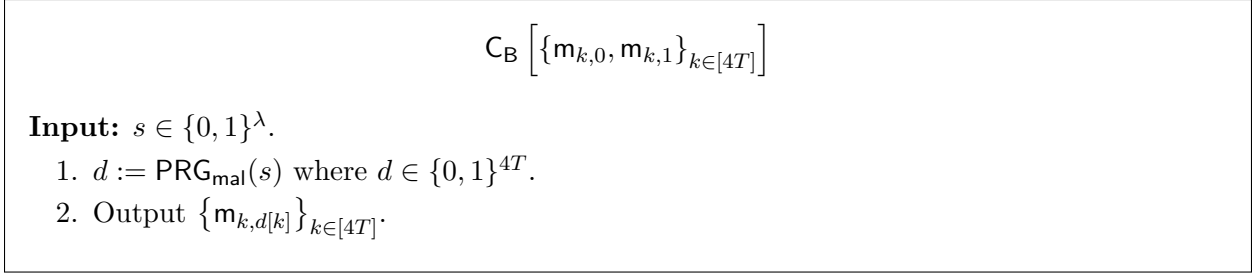 C_B [{m_{k,0}, m_{k,1}}_{k∈[4T]}]
Input: s ∈ {0, 1}^λ.
1. d := PRG_mal(s) where d ∈ {0, 1}^{4T}.
2. Output {m_{k,d[k]}}_{k∈[4T]}.